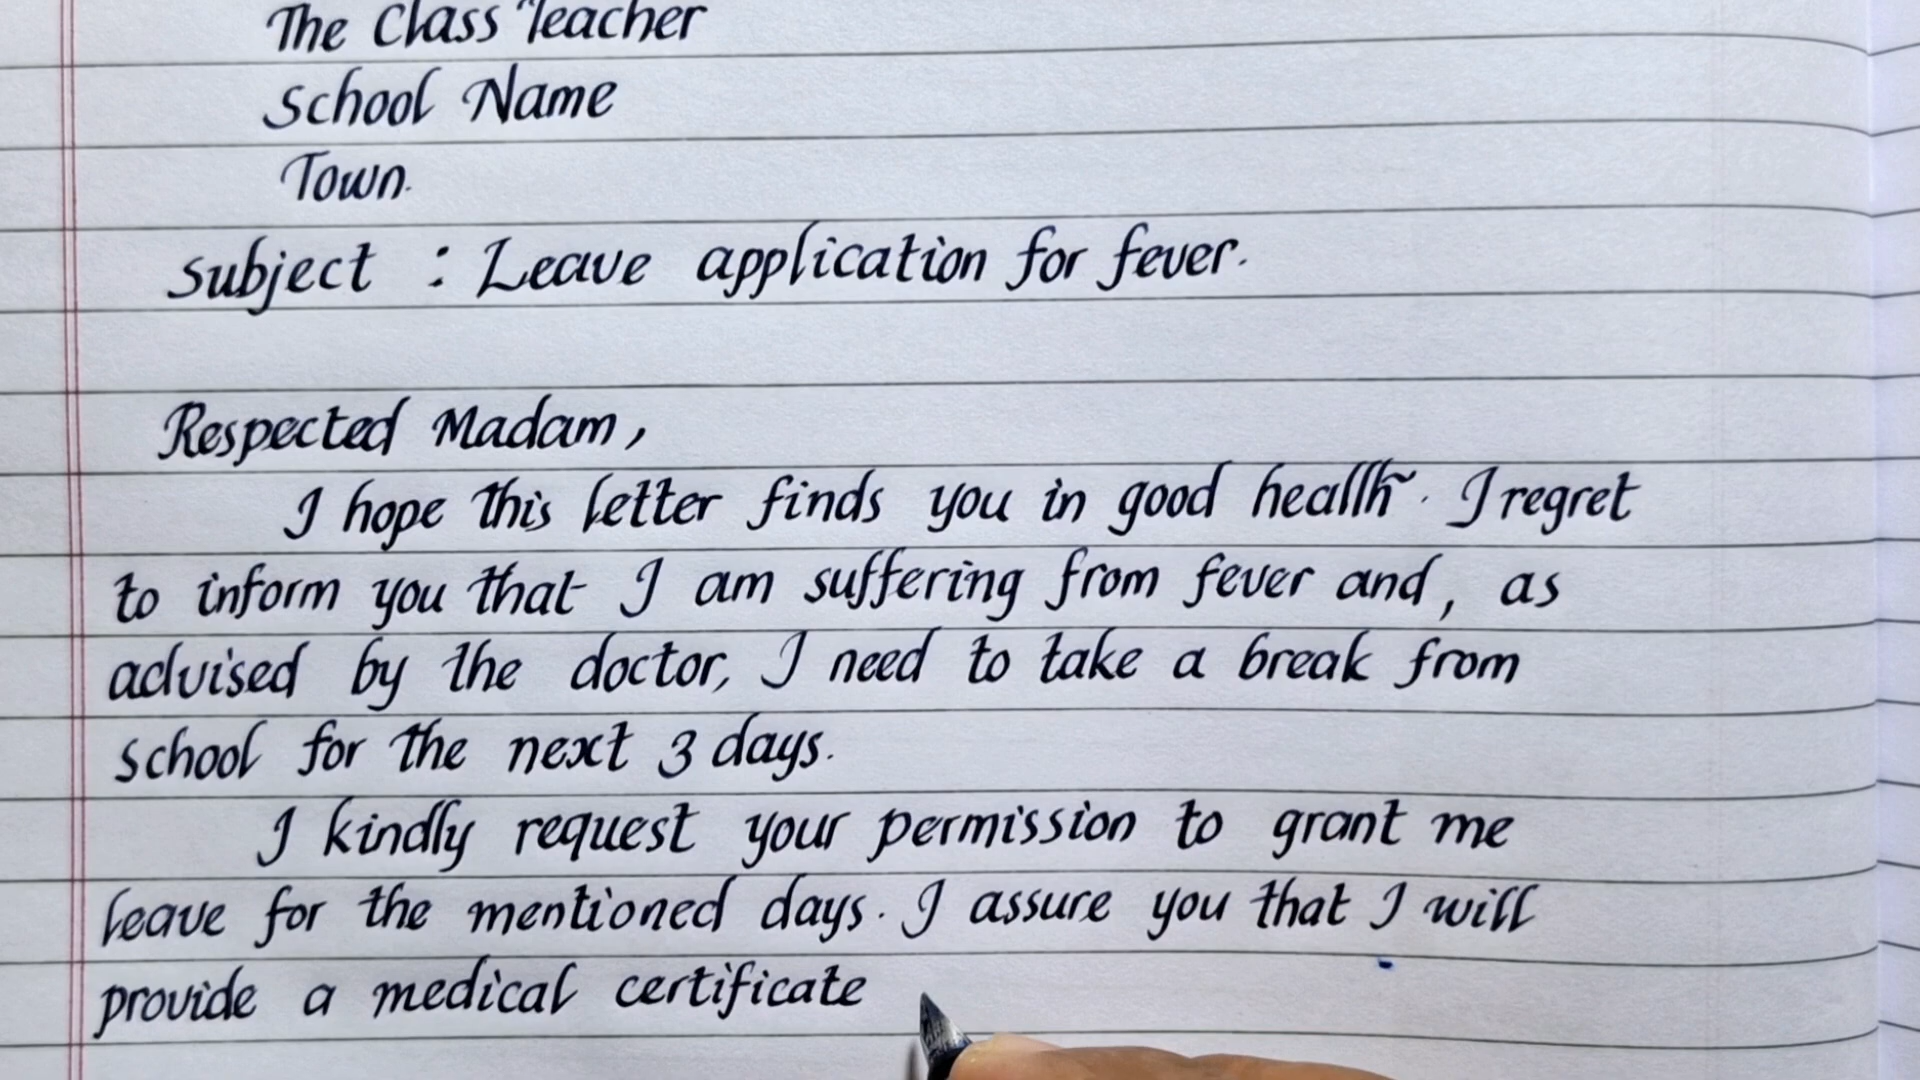 The Class Teacher
School Name
Town.
Subject : Leave application for fever.
Respected Madam,
I hope this letter finds you in good health. I regret
to inform you that I am suffering from fever and, as
advised by the doctor, I need to take a break from
school for the next 3 days.
I kindly request your permission to grant me
leave for the mentioned days. I assure you that I will
provide a medical certificate